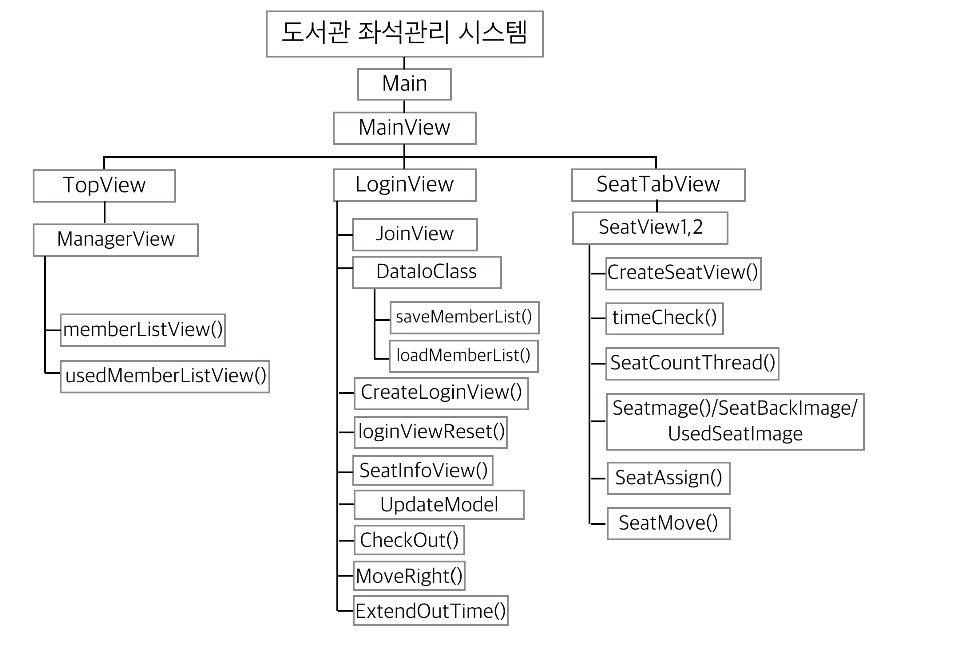 도서관 좌석관리 시스템
Main
MainView
TopView
ManagerView
memberListView()
usedMemberListView()
LoginView
JoinView
DataIoClass
saveMemberList()
loadMemberList()
CreateLoginView()
loginViewReset()
SeatInfoView()
UpdateModel
CheckOut()
MoveRight()
ExtendOutTime()
SeatTabView
SeatView1,2
CreateSeatView()
timeCheck()
SeatCountThread()
Seatmage()/SeatBackImage/
UsedSeatImage
SeatAssign()
SeatMove()